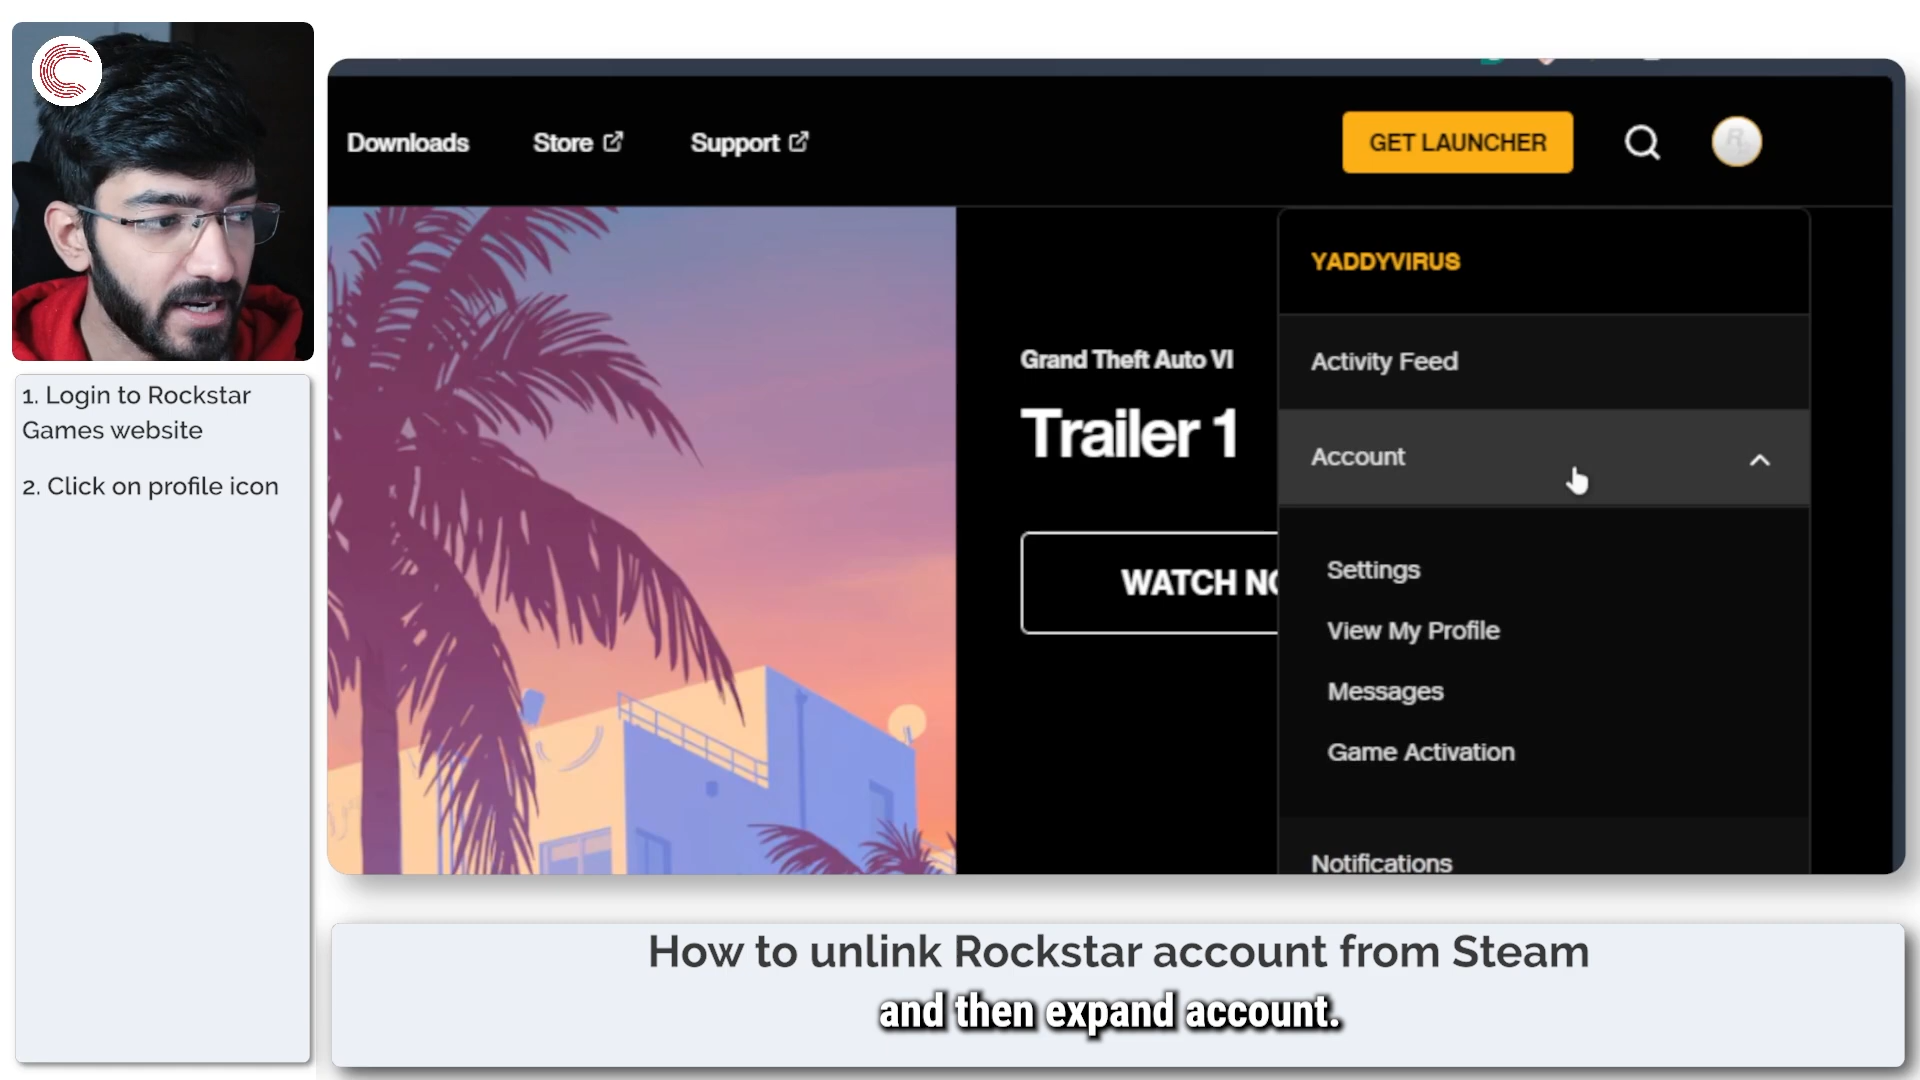 1. Login to Rockstar
Games website
2. Click on profile icon
Downloads
Store
Support
GET LAUNCHER
YADDYVIRUS
Activity Feed
Grand Theft Auto VI
Trailer 1
Account
WATCH NO
Settings
View My Profile
Messages
Game Activation
Notifications
How to unlink Rockstar account from Steam
and then expand account.